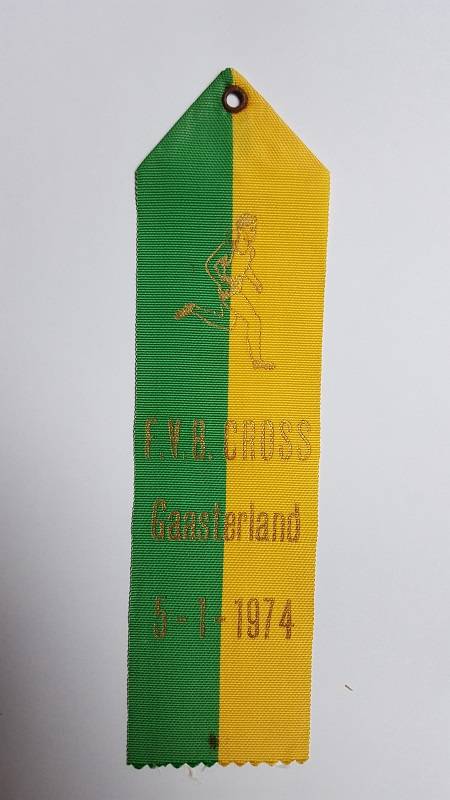 F.V.B. CROSS
Gaasterland
5-1-1974